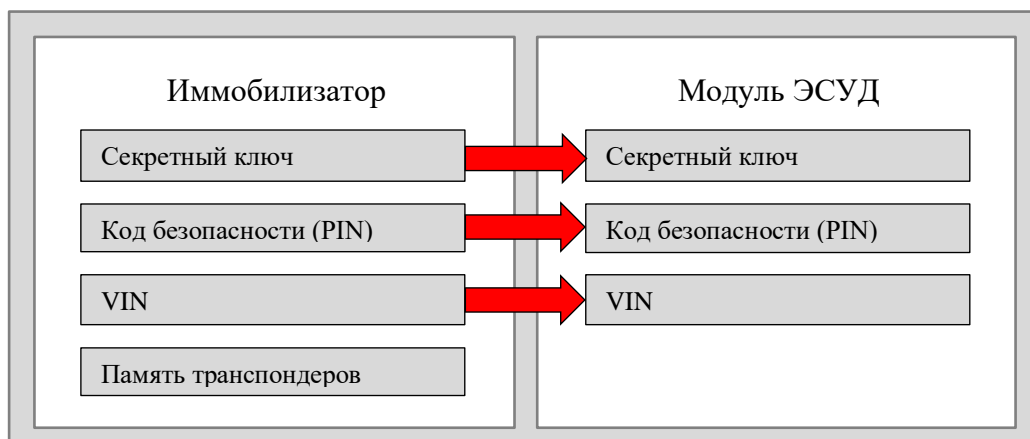 Иммобилизатор
Секретный ключ
Код безопасности (PIN)
VIN
Память транспондеров
Модуль ЭСУД
Секретный ключ
Код безопасности (PIN)
VIN